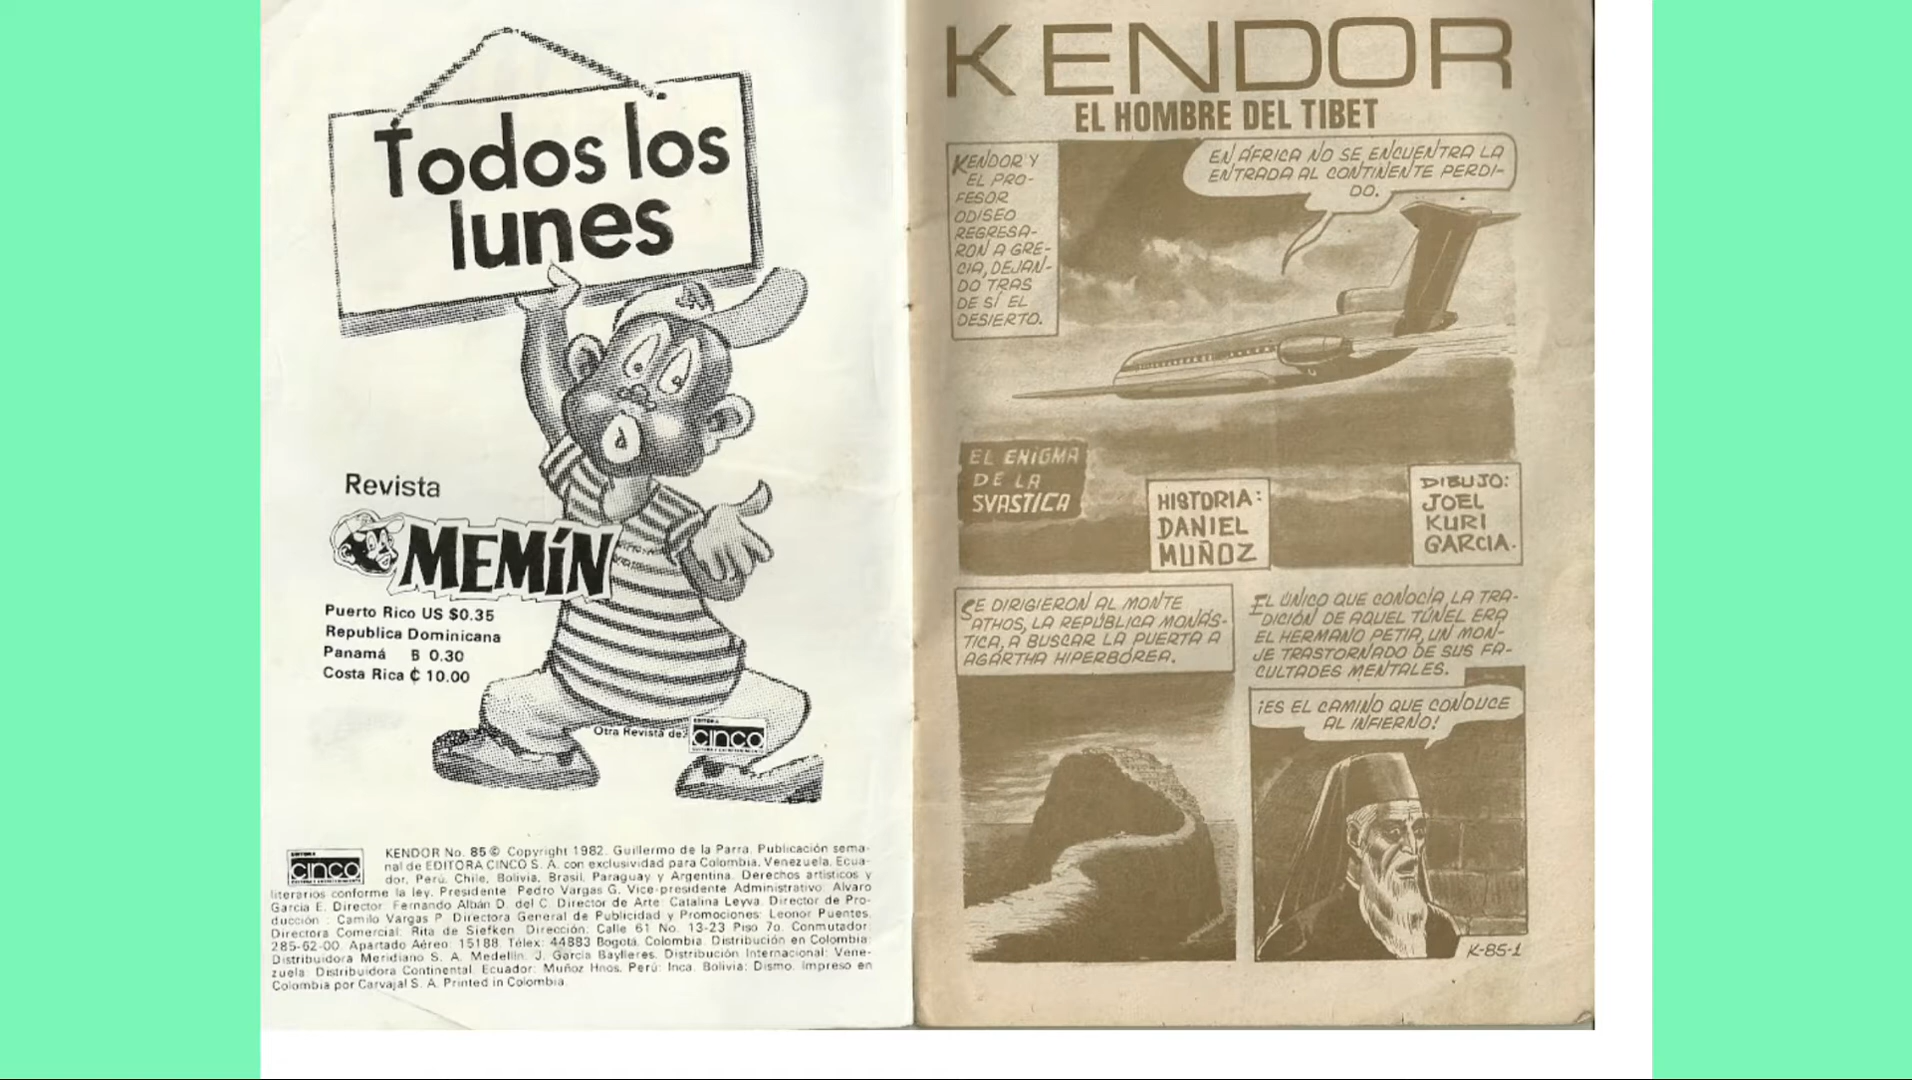 Todos los
lunes
Revista
MEMÍN
Puerto Rico US $0.35
Republica Dominicana
Panamá B 0.30
Costa Rica ₡ 10.00
Otra Revista de:
EDITORA
cinco
EDITORA
cinco
KENDOR No. 85 © Copyright 1982. Guillermo de la Parra. Publicación sema-
nal de EDITORA CINCO S. A. con exclusividad para Colombia, Venezuela, Ecua-
dor, Perú, Chile, Bolivia, Brasil, Paraguay y Argentina. Derechos artísticos y
literarios conforme la ley. Presidente: Pedro Vargas G. Vice-presidente Administrativo: Alvaro
García E. Director: Fernando Albán D. del C. Director de Arte: Catalina Leyva. Director de Pro-
ducción : Camilo Vargas P. Directora General de Publicidad y Promociones: Leonor Puentes.
Directora Comercial: Rita de Siefken. Dirección: Calle 61 No. 13-23 Piso 7o. Conmutador:
285-62-00. Apartado Aéreo: 15188. Télex: 44883 Bogotá, Colombia. Distribución en Colombia:
Distribuidora Meridiano S. A. Medellín. J. García Baylleres. Distribución Internacional: Vene-
zuela: Distribuidora Continental. Ecuador: Muñoz Hnos. Perú: Inca. Bolivia: Dismo. Impreso en
Colombia por Carvajal S. A. Printed in Colombia.
KENDOR
EL HOMBRE DEL TIBET
KENDOR Y
EL PRO-
FESOR
ODISEO
REGRESA-
RON A GRE-
CIA, DEJAN-
DO TRAS
DE SÍ EL
DESIERTO.
EN ÁFRICA NO SE ENCUENTRA LA
ENTRADA AL CONTINENTE PERDI-
DO.
EL ENIGMA
DE LA
SVASTICA
HISTORIA:
DANIEL
MUÑOZ
DIBUJO:
JOEL
KURI
GARCIA.
SE DIRIGIERON AL MONTE
ATHOS, LA REPÚBLICA MONÁS-
TICA, A BUSCAR LA PUERTA A
AGARTHA HIPERBÓREA.
EL ÚNICO QUE CONOCÍA LA TRA-
DICIÓN DE AQUEL TÚNEL ERA
EL HERMANO PETIA, UN MON-
JE TRASTORNADO DE SUS FA-
CULTADES MENTALES.
¡ES EL CAMINO QUE CONDUCE
AL INFIERNO!
K-85-1